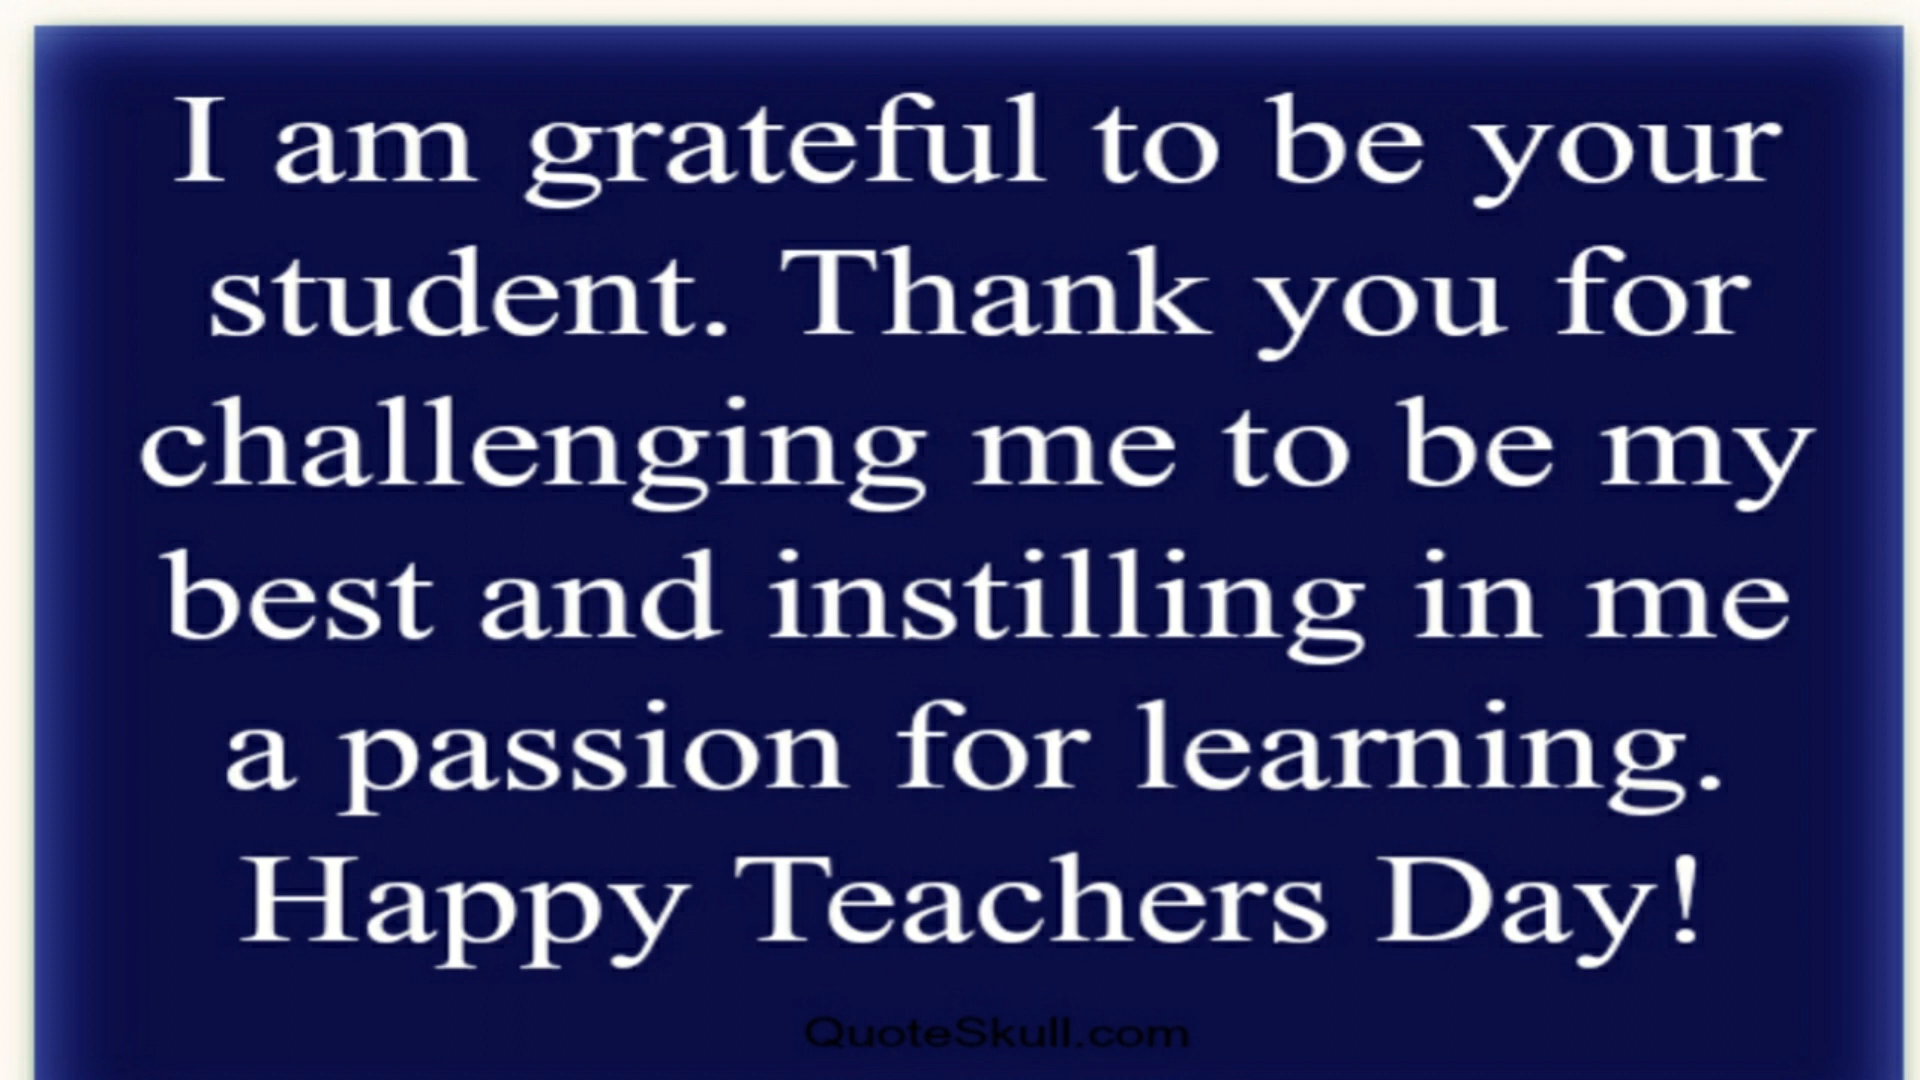 I am grateful to be your
student. Thank you for
challenging me to be my
best and instilling in me
a passion for learning.
Happy Teachers Day!
QuoteSkull.com